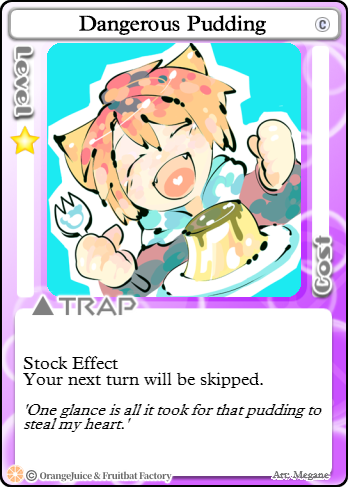 Dangerous Pudding
C
Level
Cost
TRAP
Stock Effect
Your next turn will be skipped.
'One glance is all it took for that pudding to
steal my heart.'
© OrangeJuice & Fruitbat Factory
Art: Megane